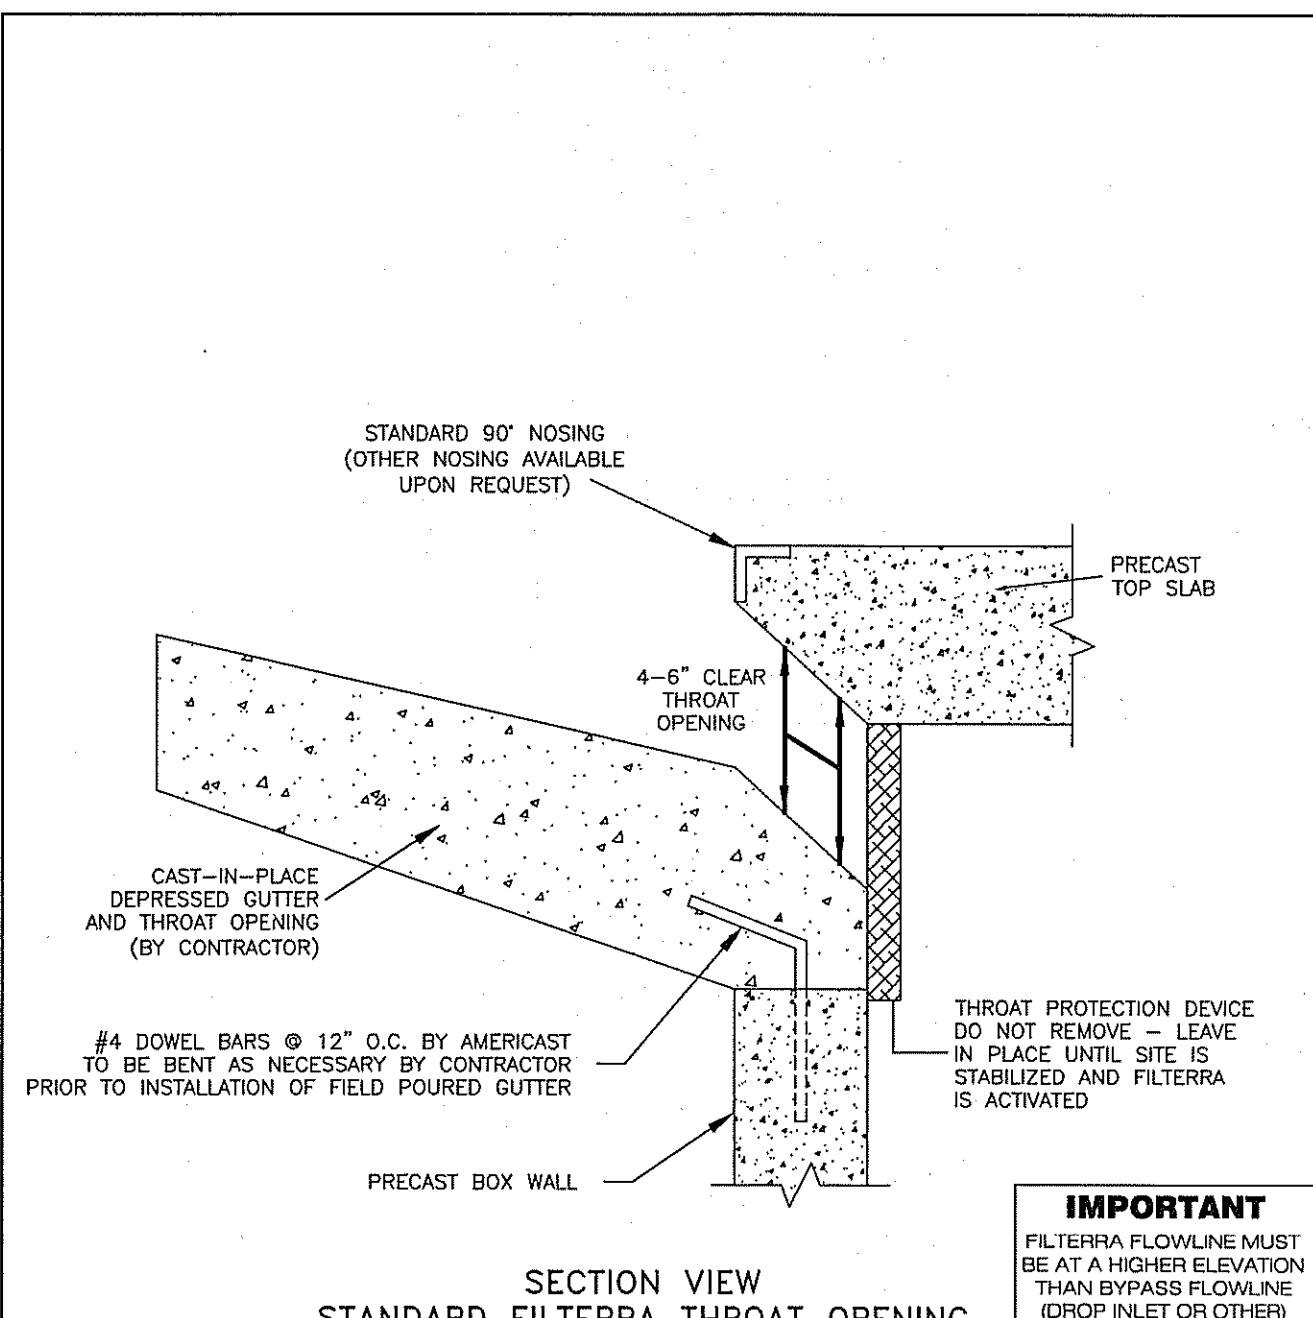 STANDARD 90° NOSING
(OTHER NOSING AVAILABLE
UPON REQUEST)
PRECAST
TOP SLAB
4-6" CLEAR
THROAT
OPENING
CAST-IN-PLACE
DEPRESSED GUTTER
AND THROAT OPENING
(BY CONTRACTOR)
#4 DOWEL BARS @ 12" O.C. BY AMERICAST
TO BE BENT AS NECESSARY BY CONTRACTOR
PRIOR TO INSTALLATION OF FIELD POURED GUTTER
THROAT PROTECTION DEVICE
DO NOT REMOVE - LEAVE
IN PLACE UNTIL SITE IS
STABILIZED AND FILTERRA
IS ACTIVATED
PRECAST BOX WALL
IMPORTANT
FILTERRA FLOWLINE MUST
BE AT A HIGHER ELEVATION
THAN BYPASS FLOWLINE
(DROP INLET OR OTHER)
SECTION VIEW
STANDARD FILTERRA THROAT OPENING